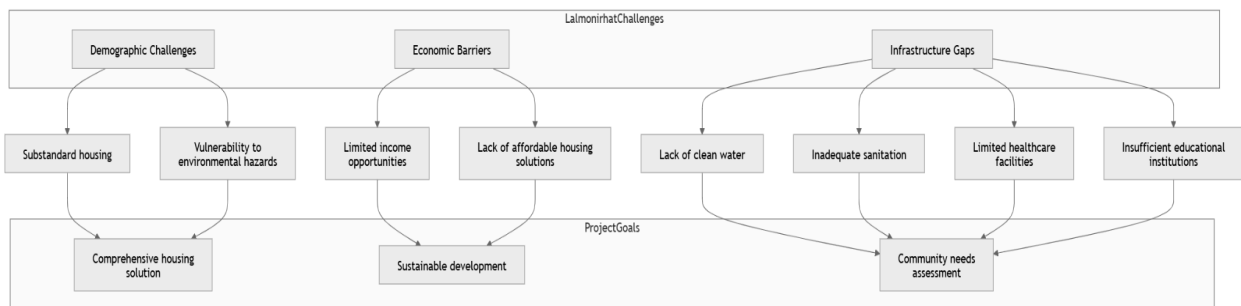 LalmonirhatChallenges
Demographic Challenges
Economic Barriers
Infrastructure Gaps
Substandard housing
Vulnerability to
environmental hazards
Limited income
opportunities
Lack of affordable housing
solutions
Lack of clean water
Inadequate sanitation
Limited healthcare
facilities
Insufficient educational
institutions
ProjectGoals
Comprehensive housing
solution
Sustainable development
Community needs
assessment